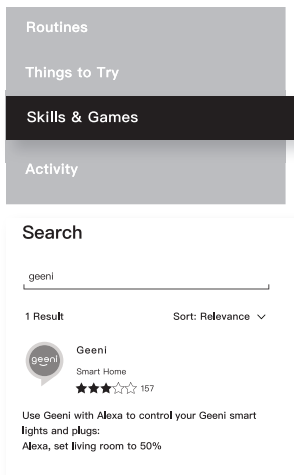 Routines
Things to Try
Skills & Games
Activity
Search
geeni
1 Result Sort: Relevance
geeni
Geeni
Smart Home
157
Use Geeni with Alexa to control your Geeni smart
lights and plugs:
Alexa, set living room to 50%